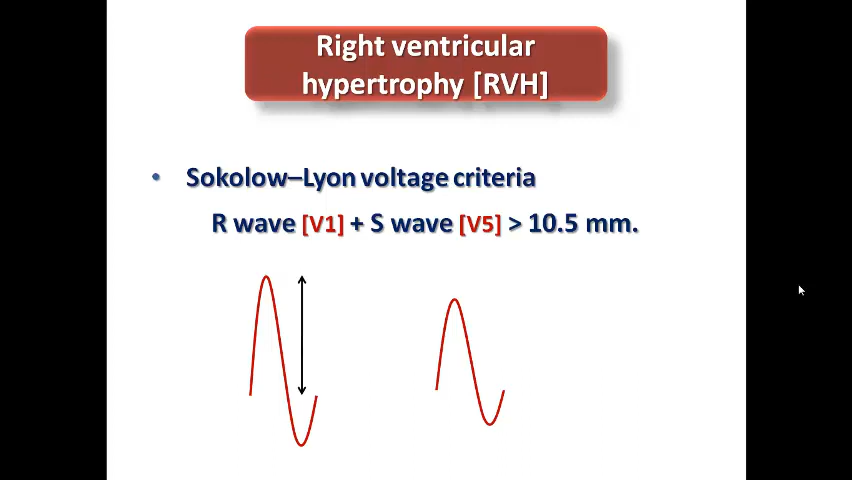 Right ventricular
hypertrophy [RVH]
• Sokolow–Lyon voltage criteria
R wave [V1] + S wave [V5] > 10.5 mm.